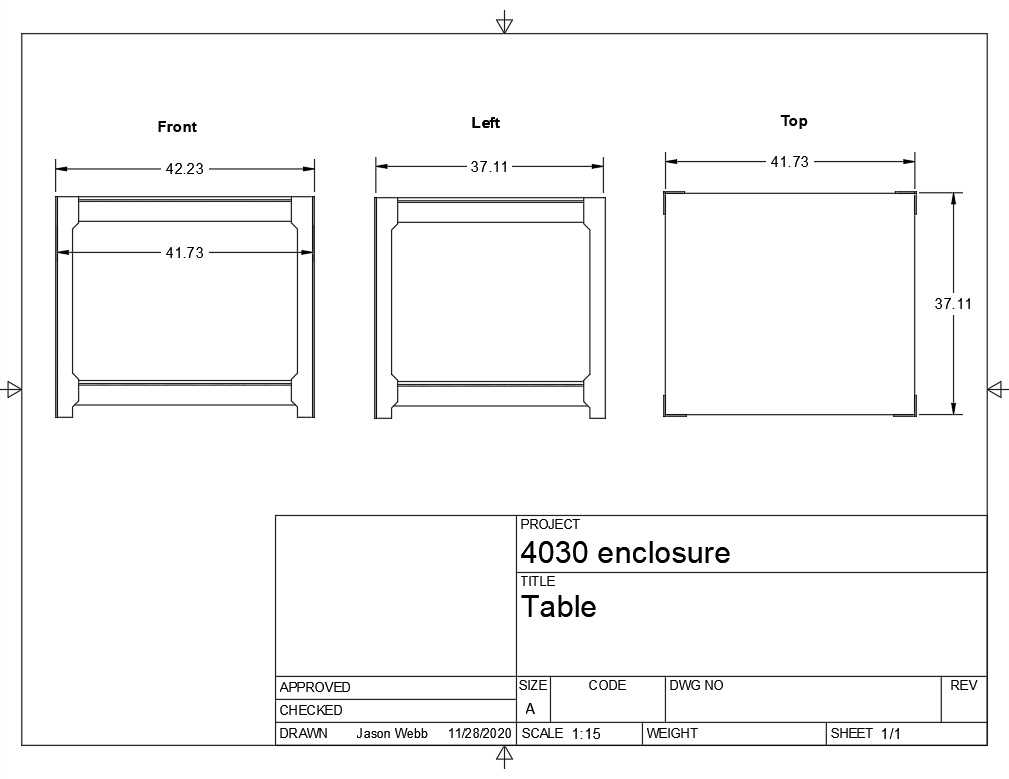 Front
Left
Top
42.23
37.11
41.73
41.73
37.11
PROJECT
4030 enclosure
TITLE
Table
APPROVED
SIZE
CODE
DWG NO
REV
CHECKED
A
DRAWN Jason Webb 11/28/2020
SCALE 1:15
WEIGHT
SHEET 1/1